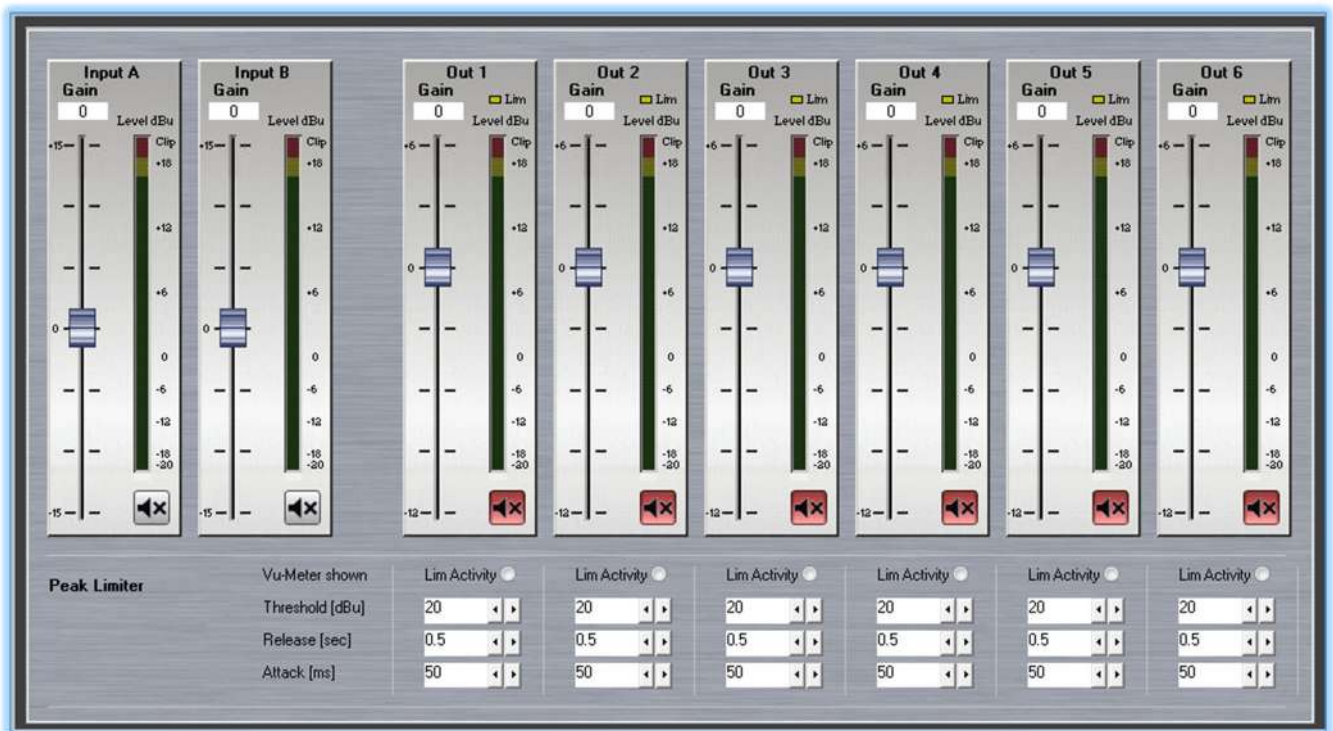 Input A Input B Out 1 Out 2 Out 3 Out 4 Out 5 Out 6
Gain Gain Gain Gain Gain Gain Gain Gain
Lim Lim Lim Lim Lim Lim
0 0 0 0 0 0 0 0
Level dBu Level dBu Level dBu Level dBu Level dBu Level dBu Level dBu Level dBu
+15 Clip +15 Clip +6 Clip +6 Clip +6 Clip +6 Clip +6 Clip +6 Clip
+18 +18 +18 +18 +18 +18 +18 +18
+12 +12 +12 +12 +12 +12 +12 +12
0 0 0 0 0 0
+6 +6 +6 +6 +6 +6 +6 +6
0 0
0 0 0 0 0 0 0 0
-6 -6 -6 -6 -6 -6 -6 -6
-12 -12 -12 -12 -12 -12 -12 -12
-18 -18 -18 -18 -18 -18 -18 -18
-20 -20 -20 -20 -20 -20 -20 -20
-15 -15 -12 -12 -12 -12 -12 -12
Peak Limiter
Vu-Meter shown Lim Activity Lim Activity Lim Activity Lim Activity Lim Activity Lim Activity
Threshold [dBu] 20 20 20 20 20 20
Release [sec] 0.5 0.5 0.5 0.5 0.5 0.5
Attack [ms] 50 50 50 50 50 50